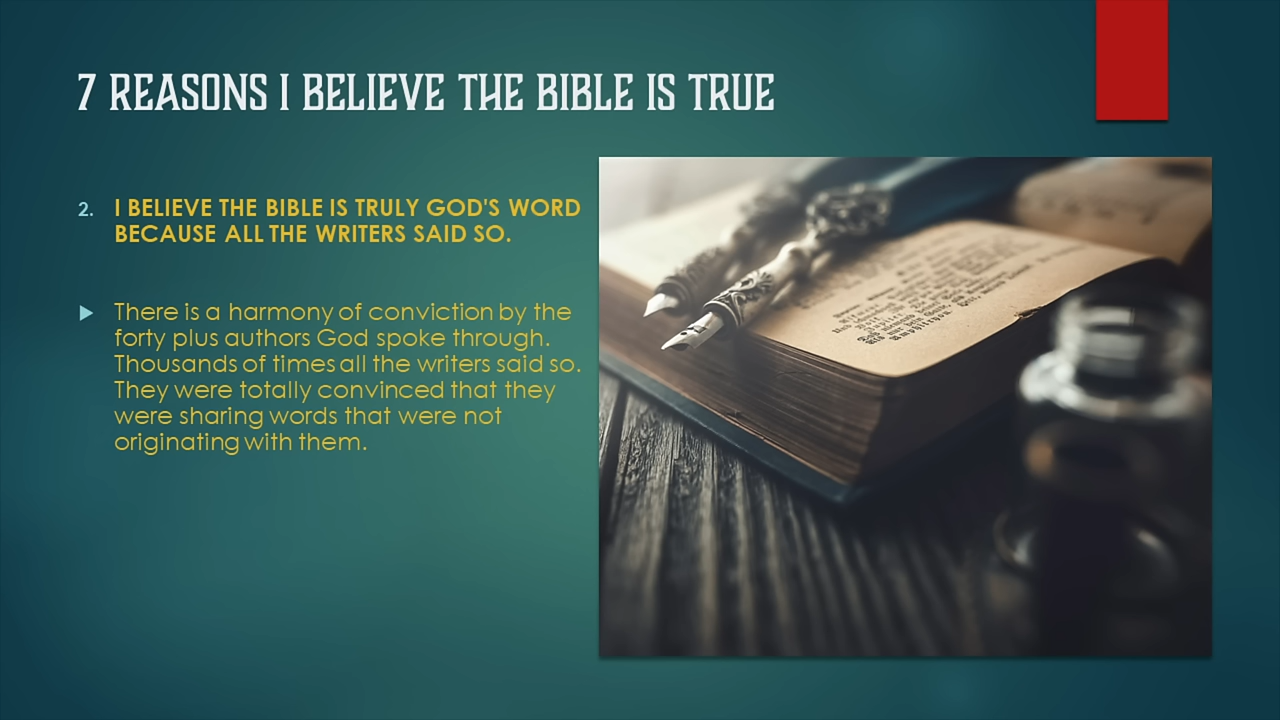 7 REASONS I BELIEVE THE BIBLE IS TRUE
2. I BELIEVE THE BIBLE IS TRULY GOD'S WORD
BECAUSE ALL THE WRITERS SAID SO.
There is a harmony of conviction by the
forty plus authors God spoke through.
Thousands of times all the writers said so.
They were totally convinced that they
were sharing words that were not
originating with them.